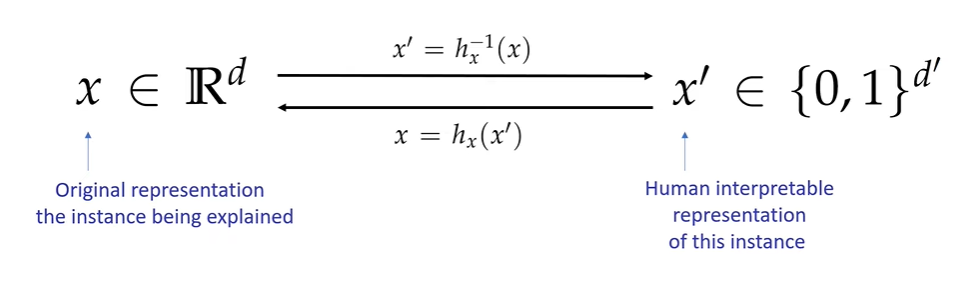 x′ = h_x^{-1}(x)
x ∈ ℝ^d
x′ ∈ {0,1}^{d′}
x = h_x(x′)
Original representation
the instance being explained
Human interpretable
representation
of this instance